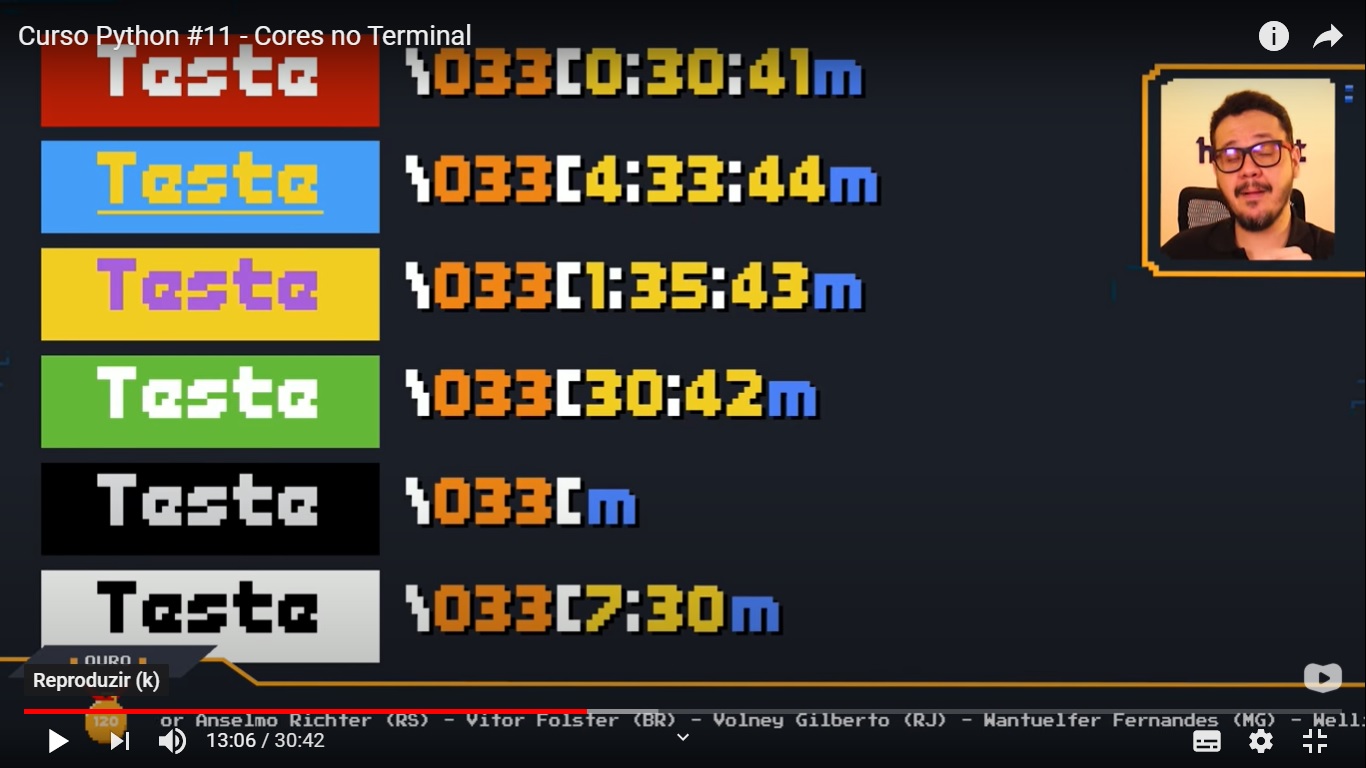 Curso Python #11 - Cores no Terminal
Teste \033[0:30:41m
Teste \033[4:33:44m
Teste \033[1:35:43m
Teste \033[30:42m
Teste \033[m
Teste \033[7:30m
OURO
Reproduzir (k)
120
or Anselmo Richter (RS) - Vitor Folster (BR) - Volney Gilberto (RJ) - Wantuelfer Fernandes (MG) - Welli
13:06 / 30:42